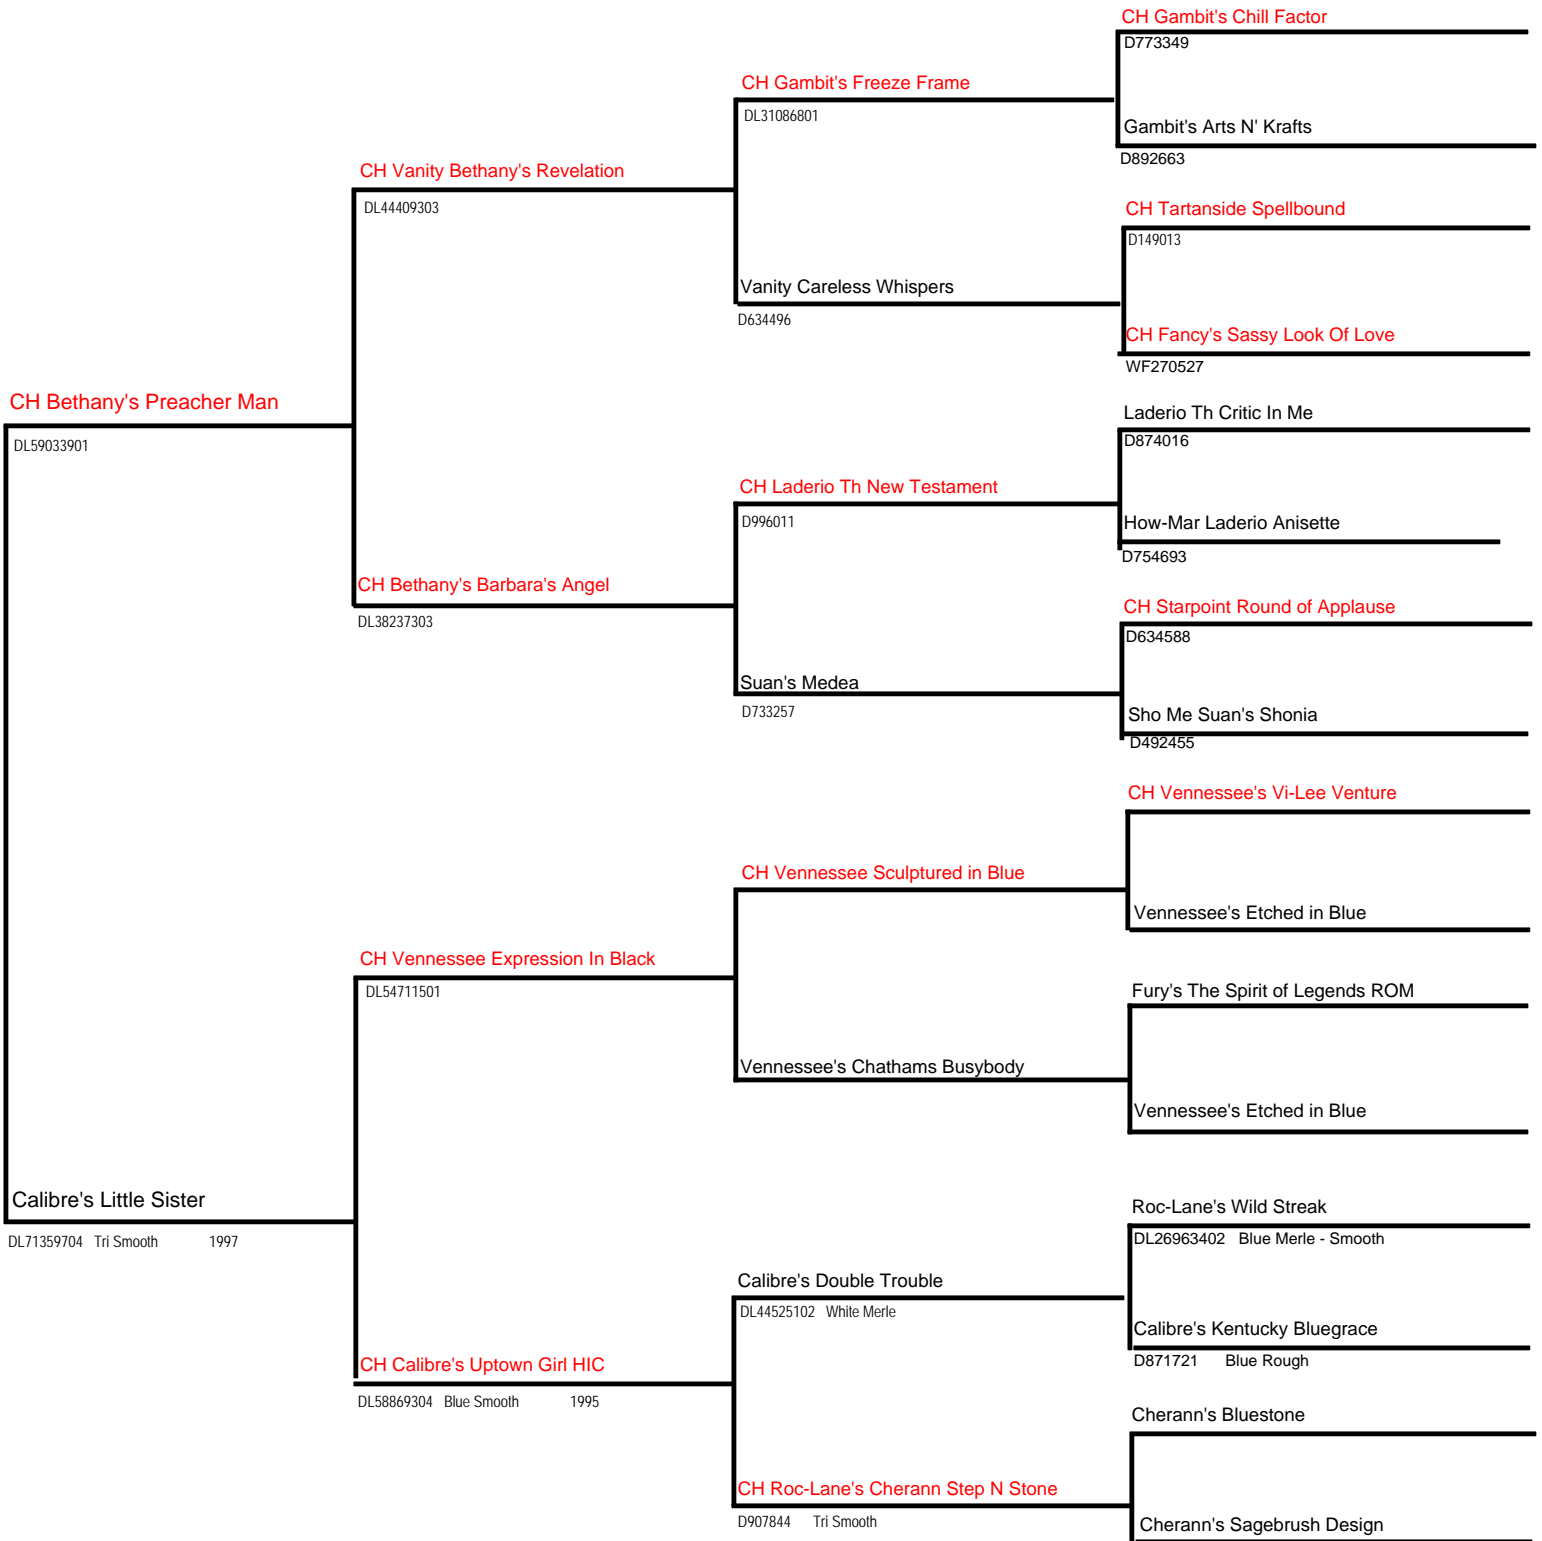 CH Gambit's Chill Factor
D773349
CH Gambit's Freeze Frame
DL31086801
Gambit's Arts N' Krafts
D892663
CH Vanity Bethany's Revelation
DL44409303
CH Tartanside Spellbound
D149013
Vanity Careless Whispers
D634496
CH Fancy's Sassy Look Of Love
WF270527
CH Bethany's Preacher Man
DL59033901
Laderio Th Critic In Me
D874016
CH Laderio Th New Testament
D996011
How-Mar Laderio Anisette
D754693
CH Bethany's Barbara's Angel
DL38237303
CH Starpoint Round of Applause
D634588
Suan's Medea
D733257
Sho Me Suan's Shonia
D492455
CH Vennessee's Vi-Lee Venture
CH Vennessee Sculptured in Blue
Vennessee's Etched in Blue
CH Vennessee Expression In Black
DL54711501
Fury's The Spirit of Legends ROM
Vennessee's Chathams Busybody
Vennessee's Etched in Blue
Calibre's Little Sister
DL71359704 Tri Smooth 1997
Roc-Lane's Wild Streak
DL26963402 Blue Merle - Smooth
Calibre's Double Trouble
DL44525102 White Merle
Calibre's Kentucky Bluegrace
D871721 Blue Rough
CH Calibre's Uptown Girl HIC
DL58869304 Blue Smooth 1995
Cherann's Bluestone
CH Roc-Lane's Cherann Step N Stone
D907844 Tri Smooth
Cherann's Sagebrush Design